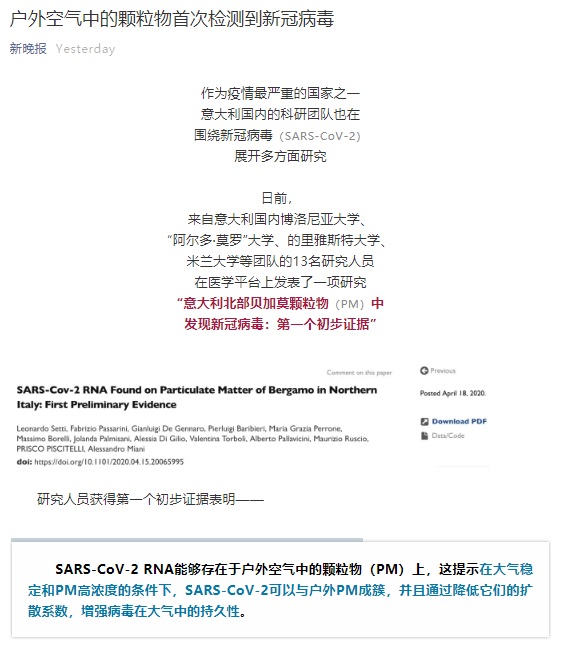 户外空气中的颗粒物首次检测到新冠病毒
新晚报 Yesterday
作为疫情最严重的国家之一
意大利国内的科研团队也在
围绕新冠病毒（SARS-CoV-2）
展开多方面研究
日前，
来自意大利国内博洛尼亚大学、
“阿尔多·莫罗”大学、的里雅斯特大学、
米兰大学等团队的13名研究人员
在医学平台上发表了一项研究
“意大利北部贝加莫颗粒物（PM）中
发现新冠病毒：第一个初步证据”
Comment on this paper
Previous
SARS-Cov-2 RNA Found on Particulate Matter of Bergamo in Northern
Italy: First Preliminary Evidence
Posted April 18, 2020.
Leonardo Setti, Fabrizio Passarini, Gianluigi De Gennaro, Pierluigi Baribieri, Maria Grazia Perrone,
Massimo Borelli, Jolanda Palmisani, Alessia Di Gilio, Valentina Torboli, Alberto Pallavicini, Maurizio Ruscio,
PRISCO PISCITELLI, Alessandro Miani
doi: https://doi.org/10.1101/2020.04.15.20065995
Download PDF
Data/Code
研究人员获得第一个初步证据表明——
SARS-CoV-2 RNA能够存在于户外空气中的颗粒物（PM）上，这提示在大气稳
定和PM高浓度的条件下，SARS-CoV-2可以与户外PM成簇，并且通过降低它们的扩
散系数，增强病毒在大气中的持久性。